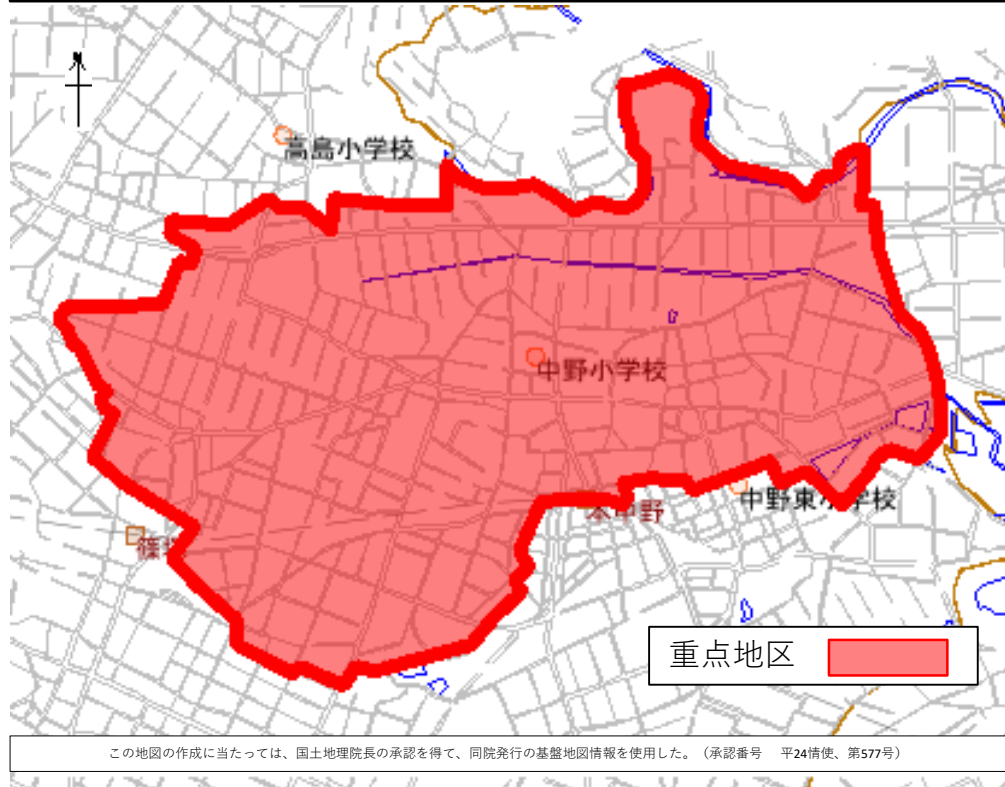 高島小学校
中野小学校
中野東小学校
本中野
篠塚
重点地区
この地図の作成に当たっては、国土地理院長の承認を得て、同院発行の基盤地図情報を使用した。（承認番号　平24情使、第577号）